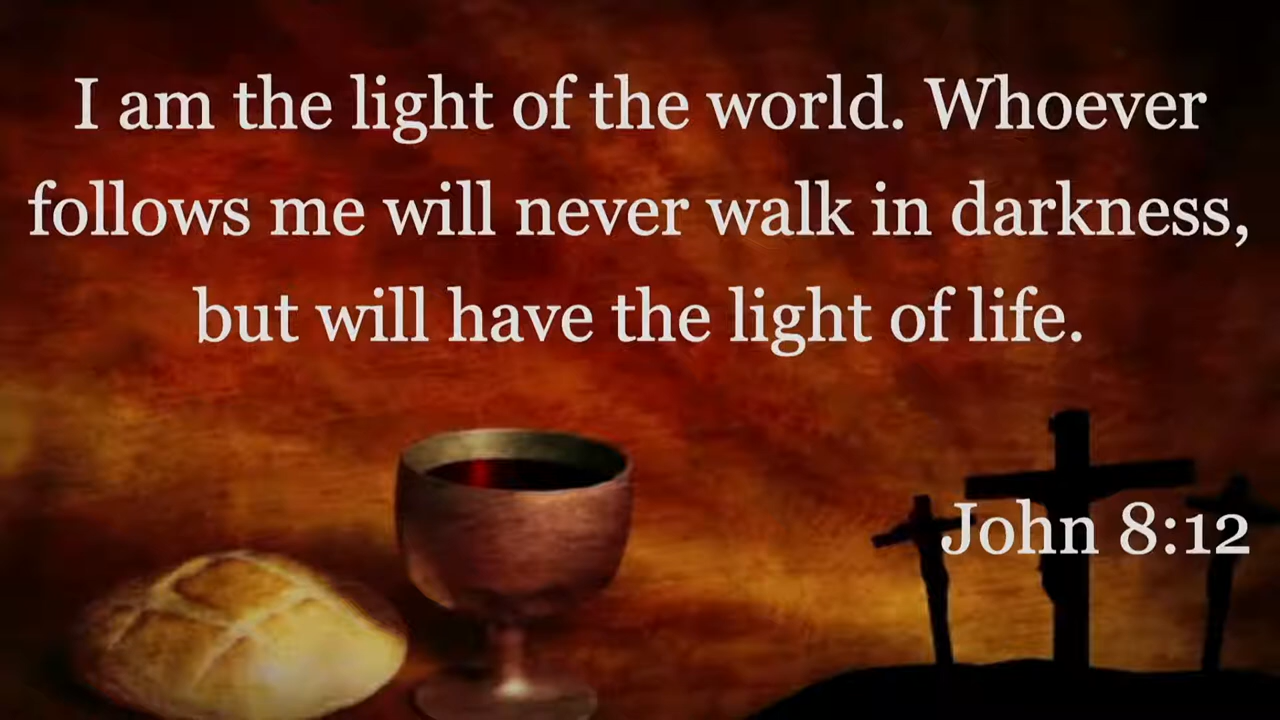 I am the light of the world. Whoever
follows me will never walk in darkness,
but will have the light of life.
John 8:12